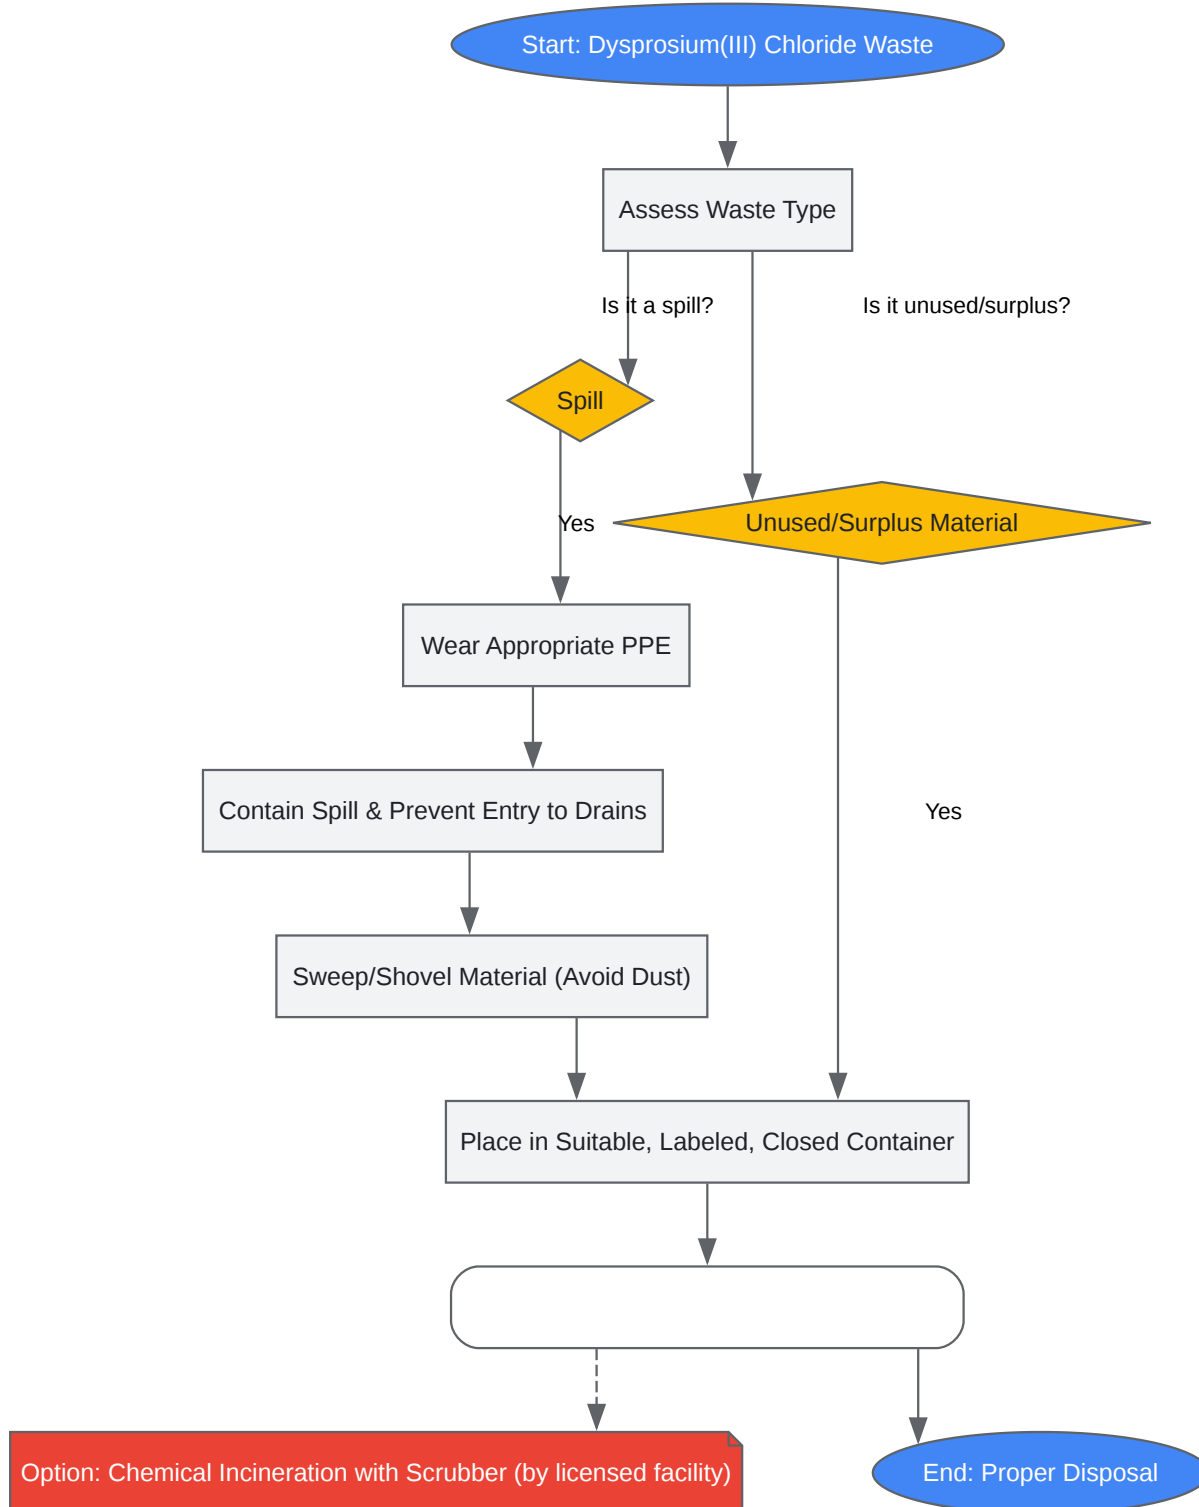 Start: Dysprosium(III) Chloride Waste
Assess Waste Type
Is it a spill?
Is it unused/surplus?
Spill
Yes
Unused/Surplus Material
Wear Appropriate PPE
Contain Spill & Prevent Entry to Drains
Yes
Sweep/Shovel Material (Avoid Dust)
Place in Suitable, Labeled, Closed Container
Option: Chemical Incineration with Scrubber (by licensed facility)
End: Proper Disposal